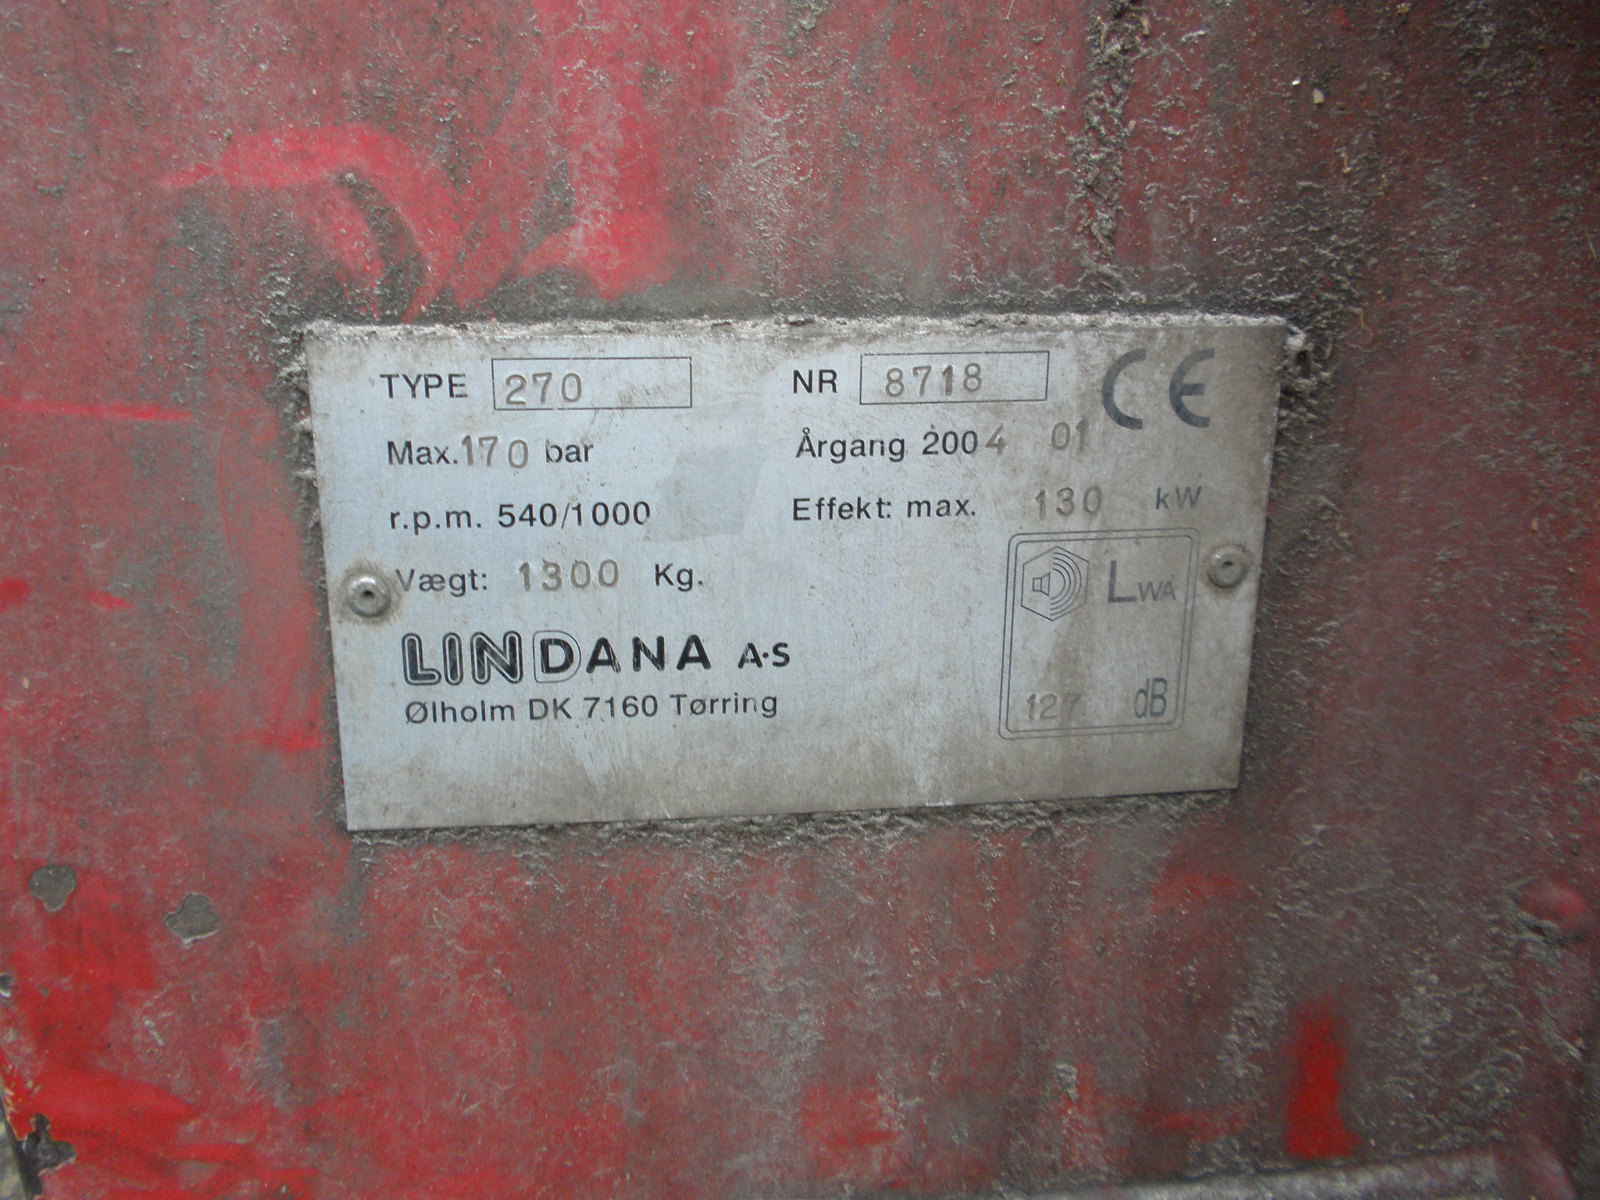 TYPE 270 NR 8718 CE
Max. 170 bar Årgang 2004 01
r.p.m. 540/1000 Effekt: max. 130 kW
Vægt: 1300 Kg. LWA
LINDANA A·S
Ølholm DK 7160 Tørring 127 dB